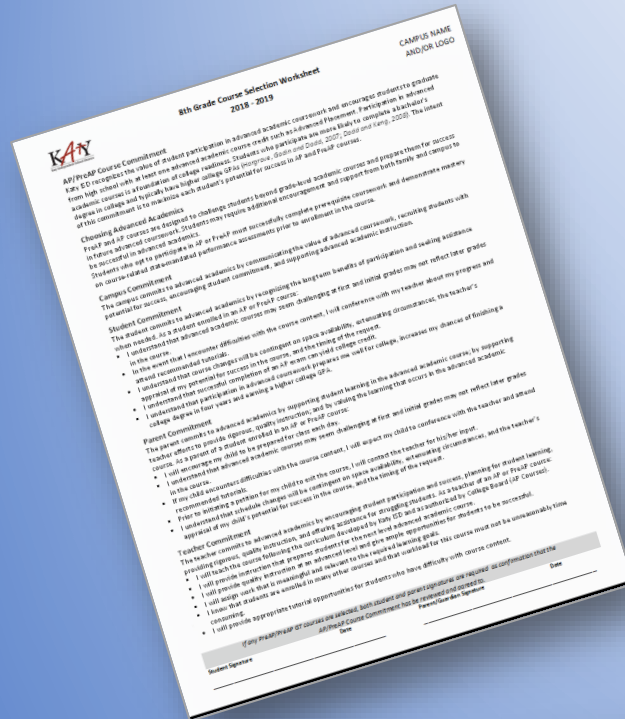 CAMPUS NAME
AND/OR LOGO
8th Grade Course Selection Worksheet
2018 - 2019
KATY
AP/PreAP Course Commitment
Katy ISD recognizes the value of student participation in advanced academic coursework and encourages students to graduate
from high school with at least one advanced academic course credit such as Advanced Placement. Participation in advanced
academic courses is a foundation of college readiness. Students who participate are more likely to complete a bachelor's
degree in college and typically have higher college GPAs (Hargrove, Godin and Dodd, 2007; Dodd and Keng, 2008). The intent
of this commitment is to maximize each student's potential for success in AP and PreAP courses.
Choosing Advanced Academics
PreAP and AP courses are designed to challenge students beyond grade-level academic courses and prepare them for success
in future advanced coursework. Students may require additional encouragement and support from both family and campus to
be successful in advanced academics.
Students who opt to participate in AP or PreAP must successfully complete prerequisite coursework and demonstrate mastery
on course-related state-mandated performance assessments prior to enrollment in the course.
Campus Commitment
The campus commits to advanced academics by communicating the value of advanced coursework, recruiting students with
potential for success, encouraging student commitment, and supporting advanced academic instruction.
Student Commitment
The student commits to advanced academics by recognizing the long term benefits of participation and seeking assistance
when needed. As a student enrolled in an AP or PreAP course:
• I understand that advanced academic courses may seem challenging at first and initial grades may not reflect later grades
in the course.
• In the event that I encounter difficulties with the course content, I will conference with my teacher about my progress and
attend recommended tutorials.
• I understand that course changes will be contingent on space availability, extenuating circumstances, the teacher's
appraisal of my potential for success in the course, and the timing of the request.
• I understand that successful completion of an AP exam can yield college credit.
• I understand that participation in advanced coursework prepares me well for college, increases my chances of finishing a
college degree in four years and earning a higher college GPA.
Parent Commitment
The parent commits to advanced academics by supporting student learning in the advanced academic course; by supporting
teacher efforts to provide rigorous, quality instruction; and by valuing the learning that occurs in the advanced academic
course. As a parent of a student enrolled in an AP or PreAP course:
• I will encourage my child to be prepared for class each day.
• I understand that advanced academic courses may seem challenging at first and initial grades may not reflect later grades
in the course.
• If my child encounters difficulties with the course content, I will expect my child to conference with the teacher and attend
recommended tutorials.
• Prior to initiating a petition for my child to exit the course, I will contact the teacher for his/her input.
• I understand that schedule changes will be contingent on space availability, extenuating circumstances, and the teacher's
appraisal of my child's potential for success in the course, and the timing of the request.
Teacher Commitment
The teacher commits to advanced academics by encouraging student participation and success, planning for student learning,
providing rigorous, quality instruction, and offering assistance for struggling students. As a teacher of an AP or PreAP course:
• I will teach the course following the curriculum developed by Katy ISD and as authorized by College Board (AP Courses).
• I will provide instruction that prepares students for the next level advanced academic course.
• I will provide quality instruction at an advanced level and give ample opportunities for students to be successful.
• I will assign work that is meaningful and relevant to the required learning goals.
• I know that students are enrolled in many other courses and that workload for this course must not be unreasonably time
consuming.
• I will provide appropriate tutorial opportunities for students who have difficulty with course content.
(If any PreAP/PreAP GT courses are selected, both student and parent signatures are required as confirmation that the
AP/PreAP Course Commitment has been reviewed and agreed to.
Student Signature Date Parent/Guardian Signature Date